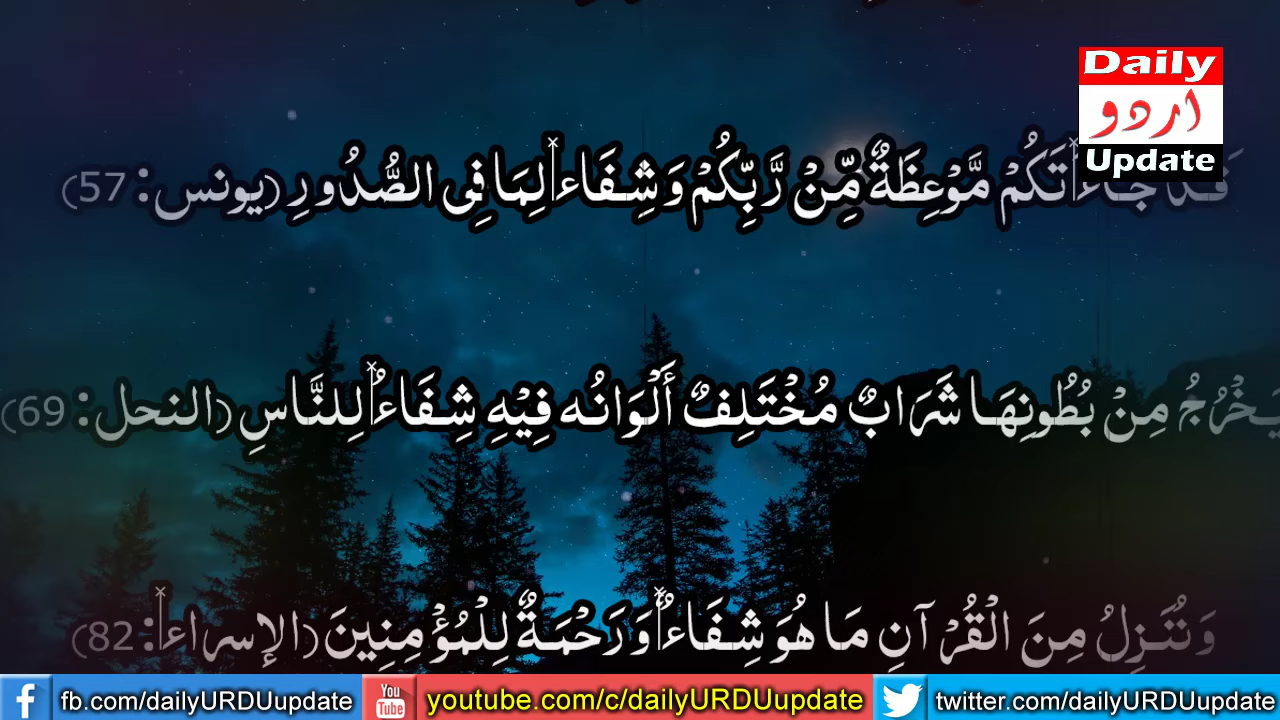 Daily
اردو
Update
قَدْ جَاءَتْكُمْ مَّوْعِظَةٌ مِّنْ رَّبِّكُمْ وَشِفَاء لِمَا فِى الصُّدُورِ (يونس: 57)
يَخْرُجُ مِنْ بُطُونِهَا شَرَابٌ مُخْتَلِفٌ أَلْوَانُه فِيْهِ شِفَاءٌ لِلنَّاسِ (النحل: 69)
وَنُنَزِلُ مِنَ الْقُرْآنِ مَا هُوَ شِفَاءٌ وَرَحْمَةٌ لِلْمُؤْمِنِينَ (الإسراء: 82)
fb.com/dailyURDUupdate
You Tube
youtube.com/c/dailyURDUupdate
twitter.com/dailyURDUupdate